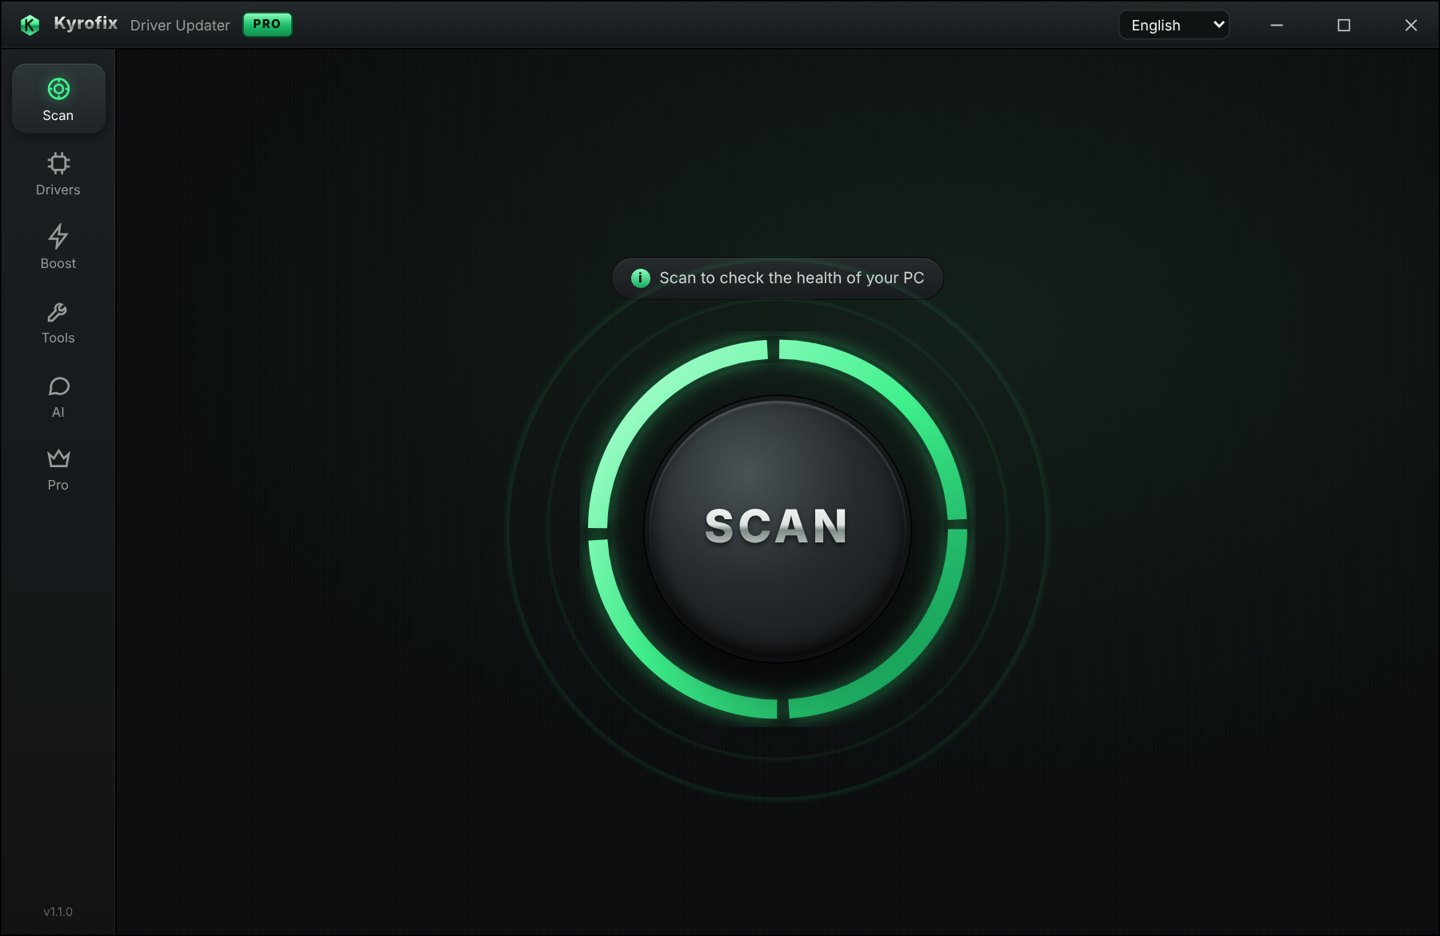 Kyrofix Driver Updater PRO
English
Scan
Drivers
Boost
Tools
AI
Pro
Scan to check the health of your PC
SCAN
v1.1.0